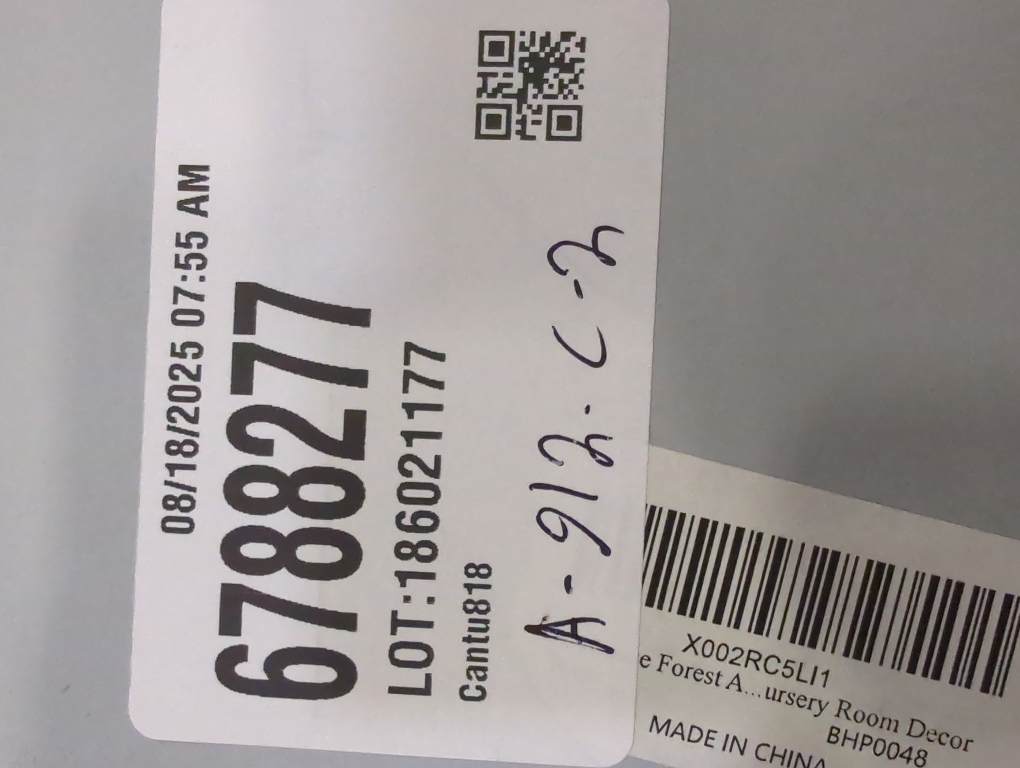 08/18/2025 07:55 AM
678277
LOT:186021177
Cantu818
A-912.C-2
X002RC5LI1
e Forest A...ursery Room Decor
BHP0048
MADE IN CHINA